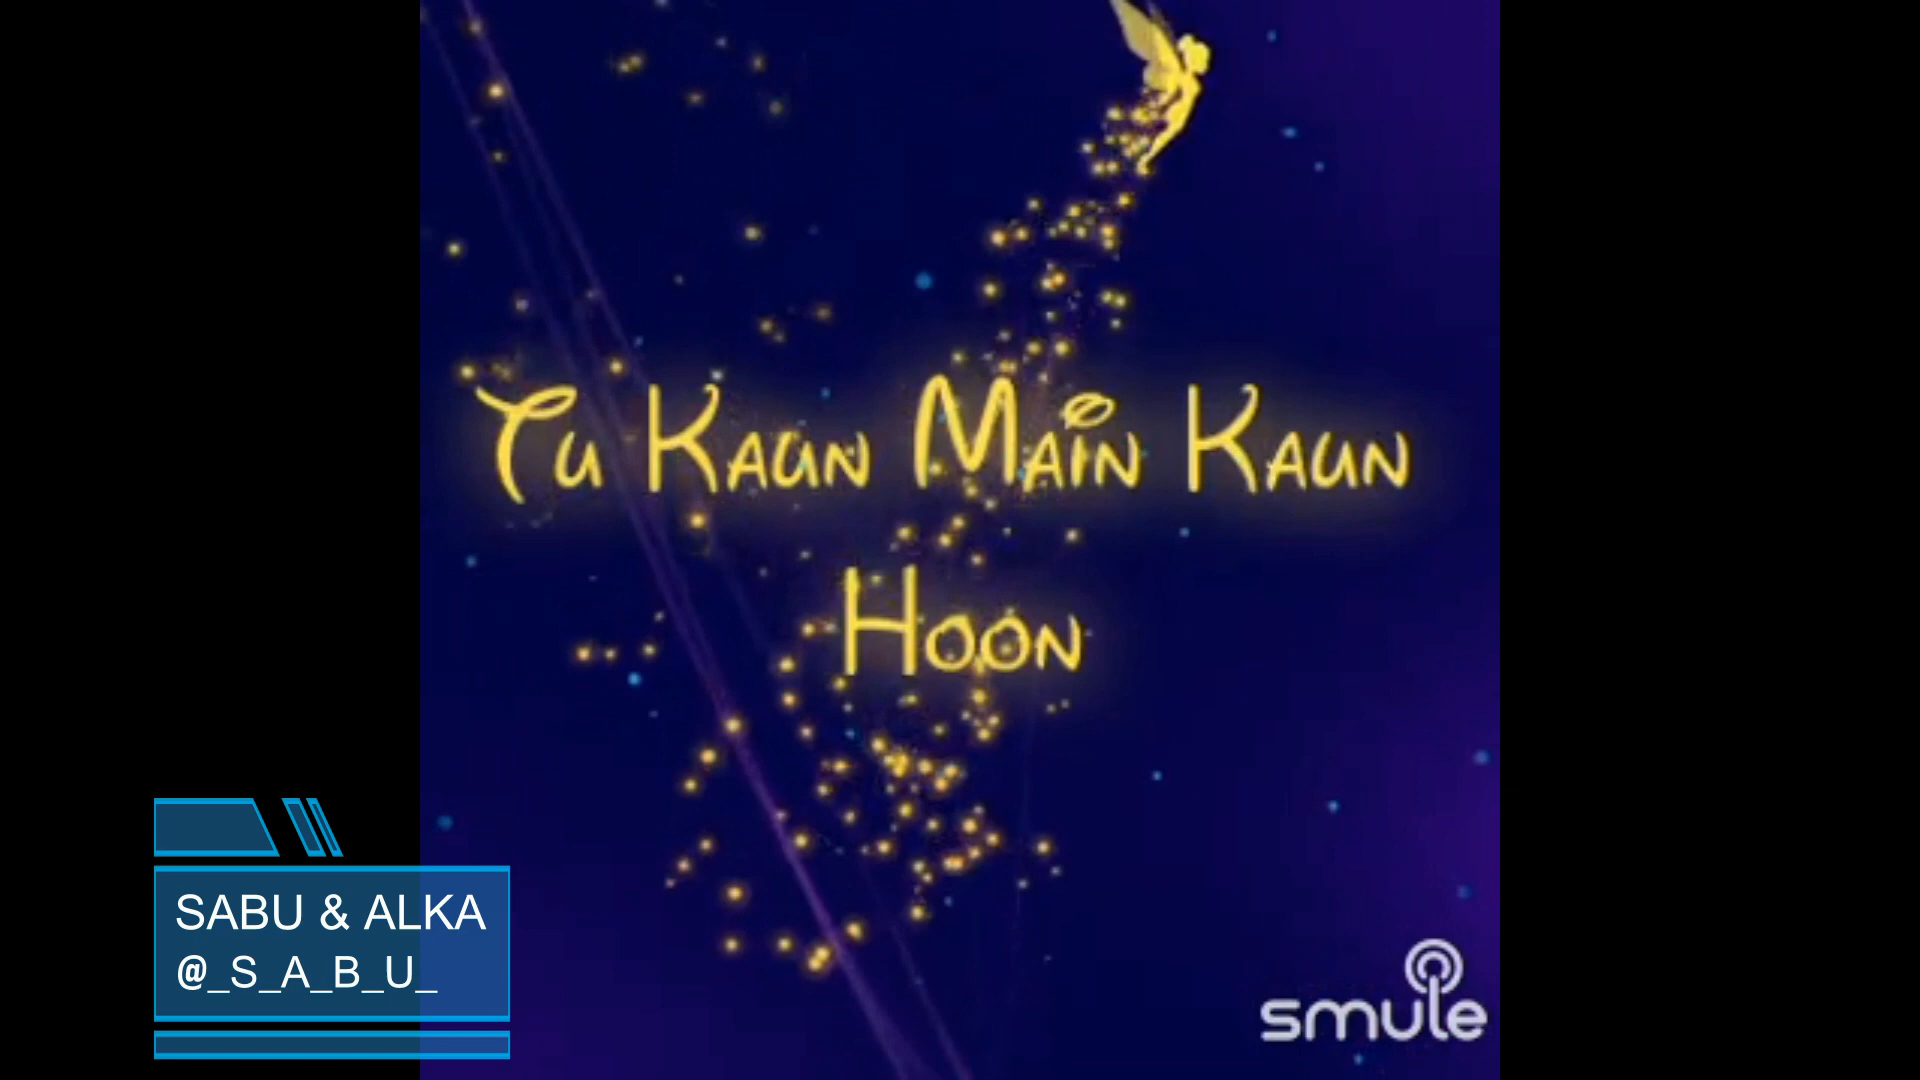 Tu Kaun Main Kaun
Hoon
SABU & ALKA
@_S_A_B_U_
smule